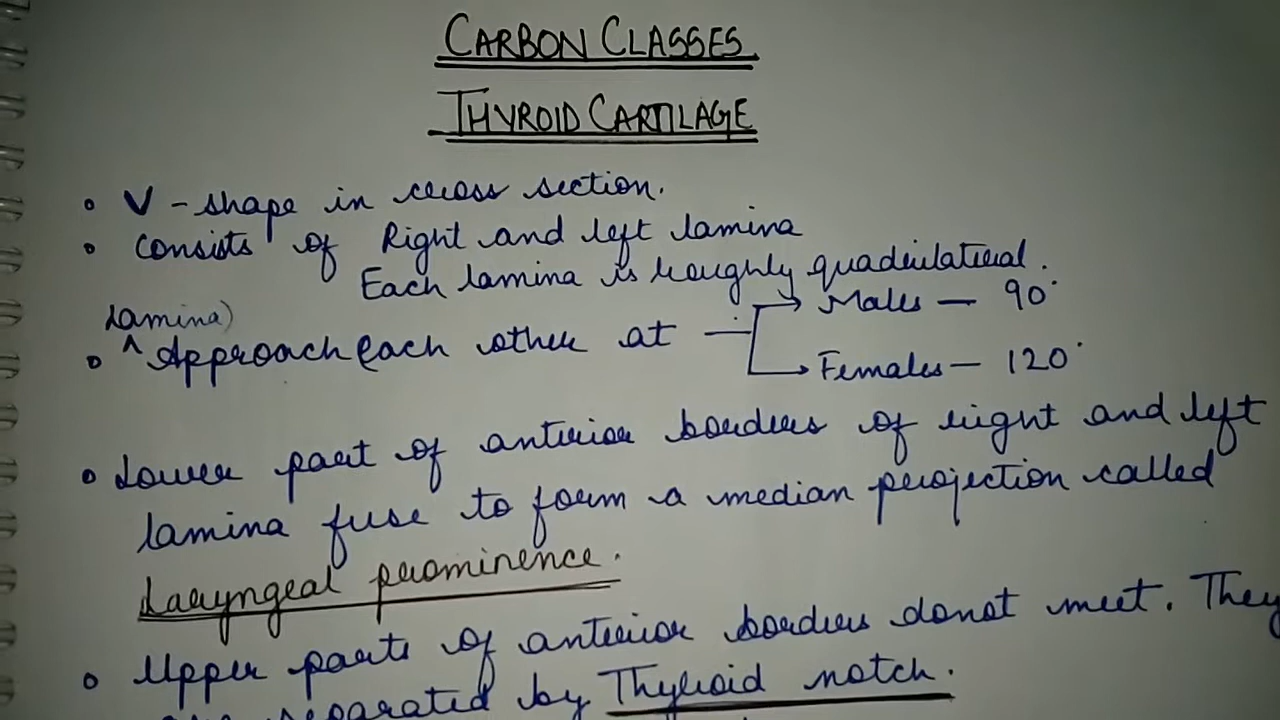 CARBON CLASSES
THYROID CARTILAGE
• V - shape in cross section.
• Consists of Right and left lamina
Each lamina is roughly quadrilateral.
Lamina)
• ^ Approach each other at → Males — 90°
→ Females — 120°
• Lower part of anterior borders of right and left
lamina fuse to form a median projection called
Laryngeal prominence.
• Upper parts of anterior borders donot meet. They
are separated by Thyroid notch.